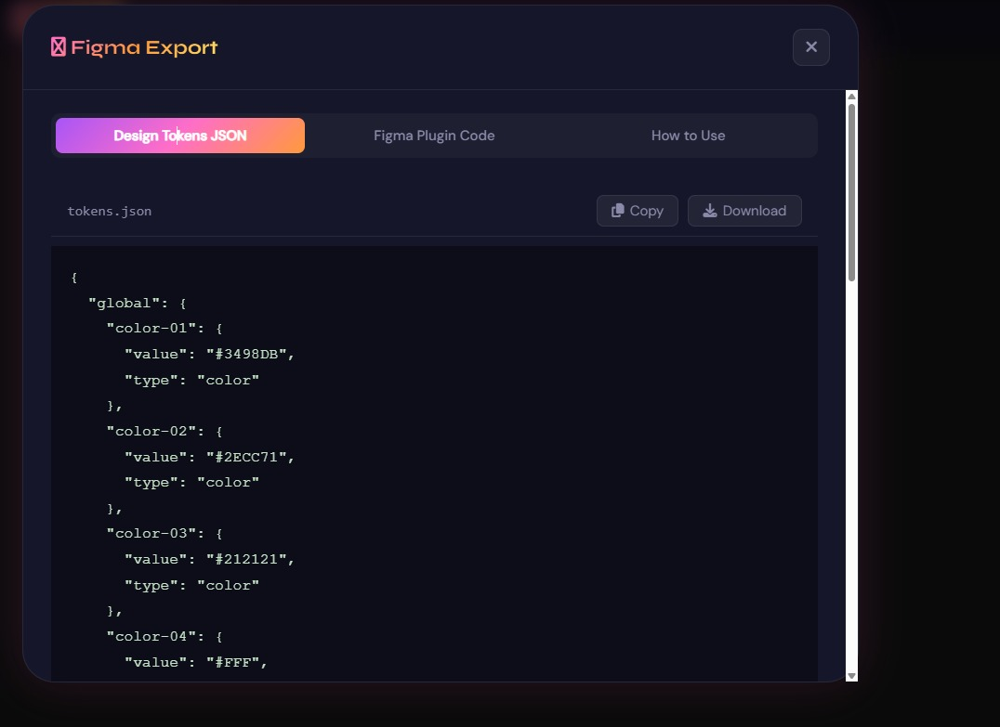 Figma Export
Design Tokens JSON
Figma Plugin Code
How to Use
tokens.json
Copy
Download
{
"global": {
"color-01": {
"value": "#3498DB",
"type": "color"
},
"color-02": {
"value": "#2ECC71",
"type": "color"
},
"color-03": {
"value": "#212121",
"type": "color"
},
"color-04": {
"value": "#FFF",